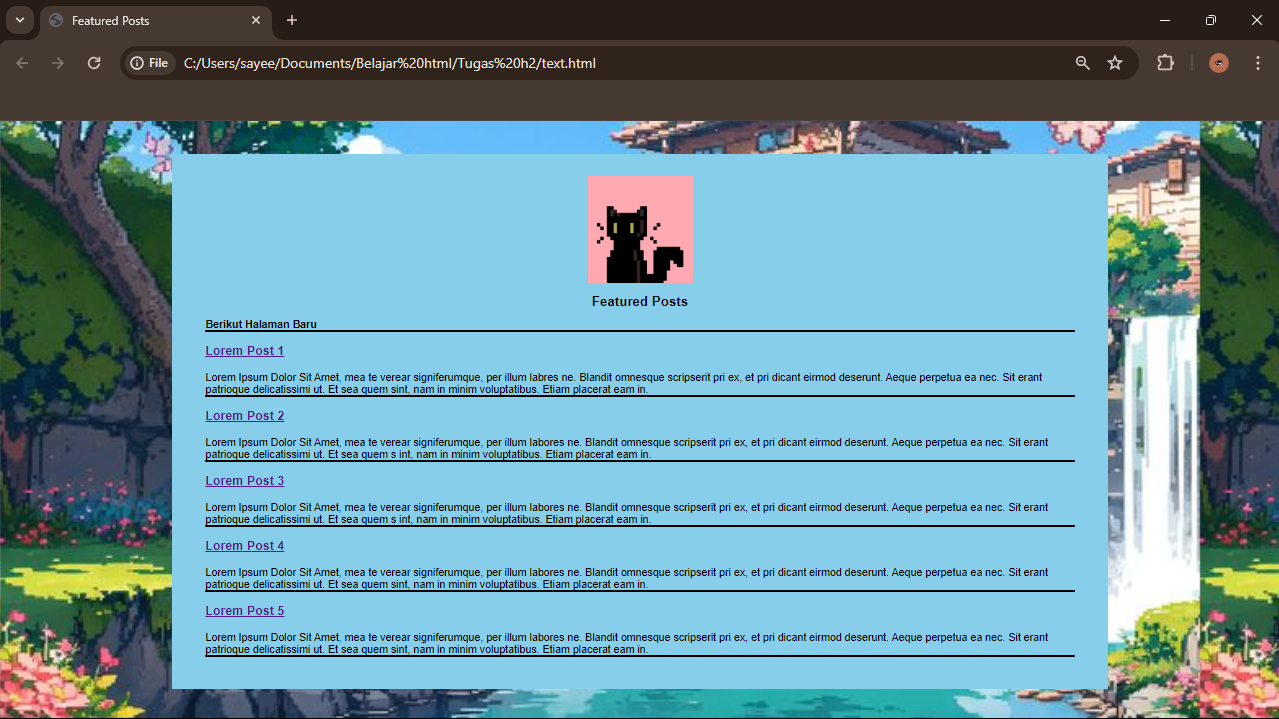 Featured Posts
File
C:/Users/sayee/Documents/Belajar%20html/Tugas%20h2/text.html
Featured Posts
Berikut Halaman Baru
Lorem Post 1
Lorem Ipsum Dolor Sit Amet, mea te verear signiferumque, per illum labres ne. Blandit omnesque scripserit pri ex, et pri dicant eirmod deserunt. Aeque perpetua ea nec. Sit erant
patrioque delicatissimi ut. Et sea quem sint, nam in minim voluptatibus. Etiam placerat eam in.
Lorem Post 2
Lorem Ipsum Dolor Sit Amet, mea te verear signiferumque, per illum labores ne. Blandit omnesque scripserit pri ex, et pri dicant eirmod deserunt. Aeque perpetua ea nec. Sit erant
patrioque delicatissimi ut. Et sea quem s int, nam in minim voluptatibus. Etiam placerat eam in.
Lorem Post 3
Lorem Ipsum Dolor Sit Amet, mea te verear signiferumque, per illum labores ne. Blandit omnesque scripserit pri ex, et pri dicant eirmod deserunt. Aeque perpetua ea nec. Sit erant
patrioque delicatissimi ut. Et sea quem s int, nam in minim voluptatibus. Etiam placerat eam in.
Lorem Post 4
Lorem Ipsum Dolor Sit Amet, mea te verear signiferumque, per illum labores ne. Blandit omnesque scripserit pri ex, et pri dicant eirmod deserunt. Aeque perpetua ea nec. Sit erant
patrioque delicatissimi ut. Et sea quem sint, nam in minim voluptatibus. Etiam placerat eam in.
Lorem Post 5
Lorem Ipsum Dolor Sit Amet, mea te verear signiferumque, per illum labores ne. Blandit omnesque scripserit pri ex, et pri dicant eirmod deserunt. Aeque perpetua ea nec. Sit erant
patrioque delicatissimi ut. Et sea quem sint, nam in minim voluptatibus. Etiam placerat eam in.